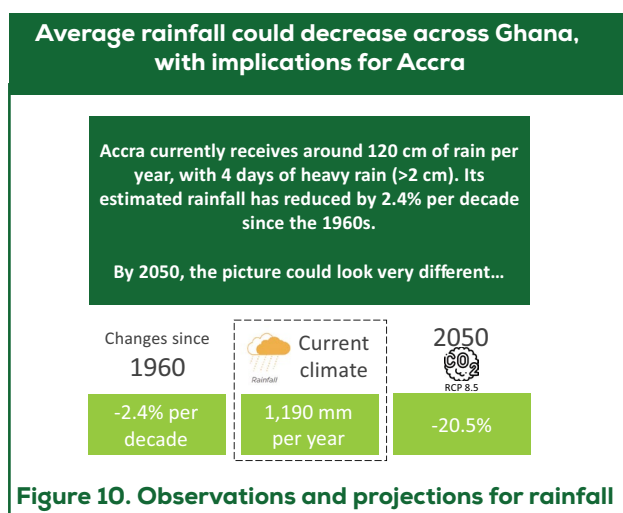 Average rainfall could decrease across Ghana,
with implications for Accra
Accra currently receives around 120 cm of rain per
year, with 4 days of heavy rain (>2 cm). Its
estimated rainfall has reduced by 2.4% per decade
since the 1960s.
By 2050, the picture could look very different…
Changes since
1960
-2.4% per
decade
Rainfall
Current
climate
1,190 mm
per year
2050
CO2
RCP 8.5
-20.5%
Figure 10. Observations and projections for rainfall